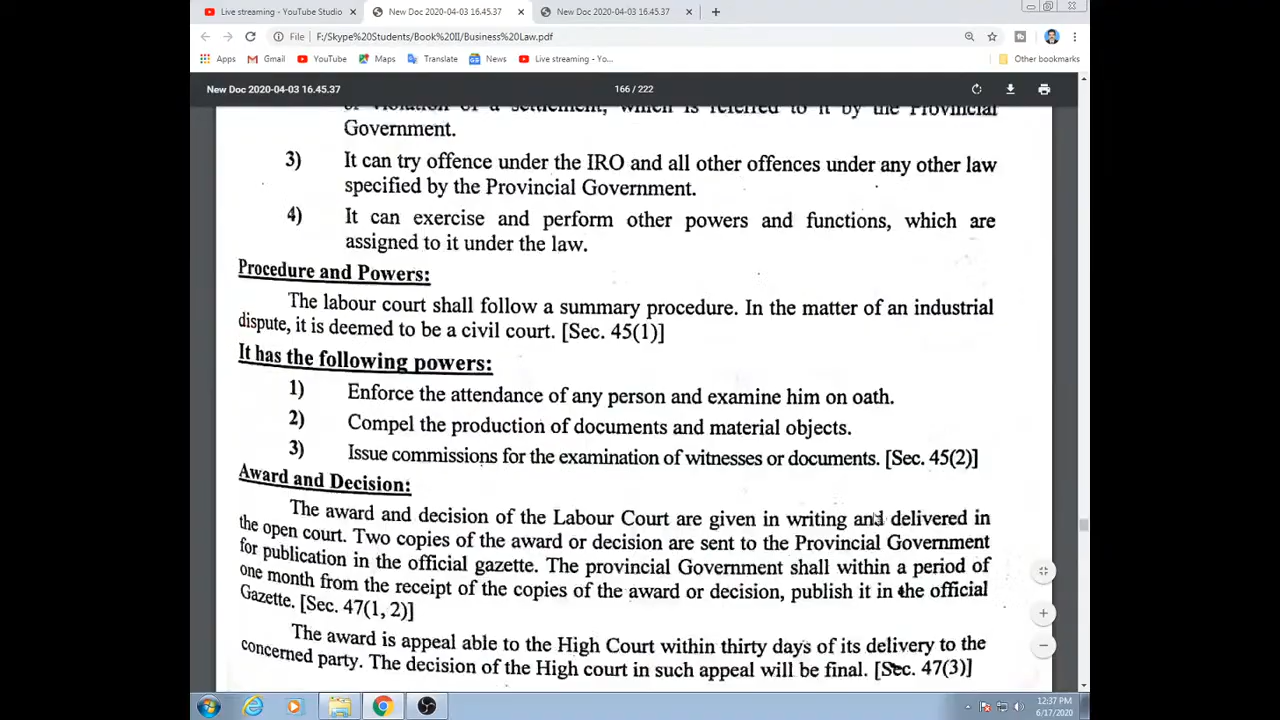 Live streaming - YouTube Studio
New Doc 2020-04-03 16.45.37
New Doc 2020-04-03 16.45.37
File
F:/Skype%20Students/Book%20II/Business%20Law.pdf
Apps
Gmail
YouTube
Maps
Translate
News
Live streaming - Yo...
Other bookmarks
New Doc 2020-04-03 16.45.37
166 / 222
or violation of a settlement, which is referred to it by the Provincial
Government.
3) It can try offence under the IRO and all other offences under any other law
specified by the Provincial Government.
4) It can exercise and perform other powers and functions, which are
assigned to it under the law.
Procedure and Powers:
The labour court shall follow a summary procedure. In the matter of an industrial
dispute, it is deemed to be a civil court. [Sec. 45(1)]
It has the following powers:
1) Enforce the attendance of any person and examine him on oath.
2) Compel the production of documents and material objects.
3) Issue commissions for the examination of witnesses or documents. [Sec. 45(2)]
Award and Decision:
The award and decision of the Labour Court are given in writing and delivered in
the open court. Two copies of the award or decision are sent to the Provincial Government
for publication in the official gazette. The provincial Government shall within a period of
one month from the receipt of the copies of the award or decision, publish it in the official
Gazette. [Sec. 47(1, 2)]
The award is appeal able to the High Court within thirty days of its delivery to the
concerned party. The decision of the High court in such appeal will be final. [Sec. 47(3)]
12:37 PM
6/17/2020